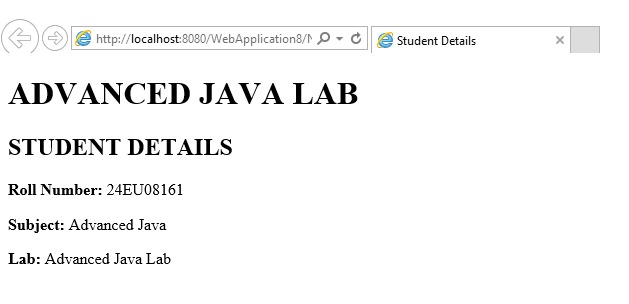 http://localhost:8080/WebApplication8/
Student Details
ADVANCED JAVA LAB
STUDENT DETAILS
Roll Number: 24EU08161
Subject: Advanced Java
Lab: Advanced Java Lab